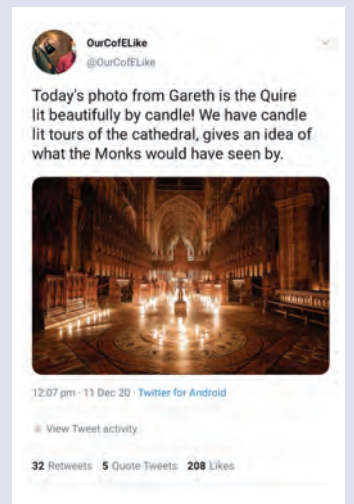 OurCofELike
@OurCofELike
Today's photo from Gareth is the Quire
lit beautifully by candle! We have candle
lit tours of the cathedral, gives an idea of
what the Monks would have seen by.
12:07 pm · 11 Dec 20 · Twitter for Android
View Tweet activity
32 Retweets 5 Quote Tweets 208 Likes